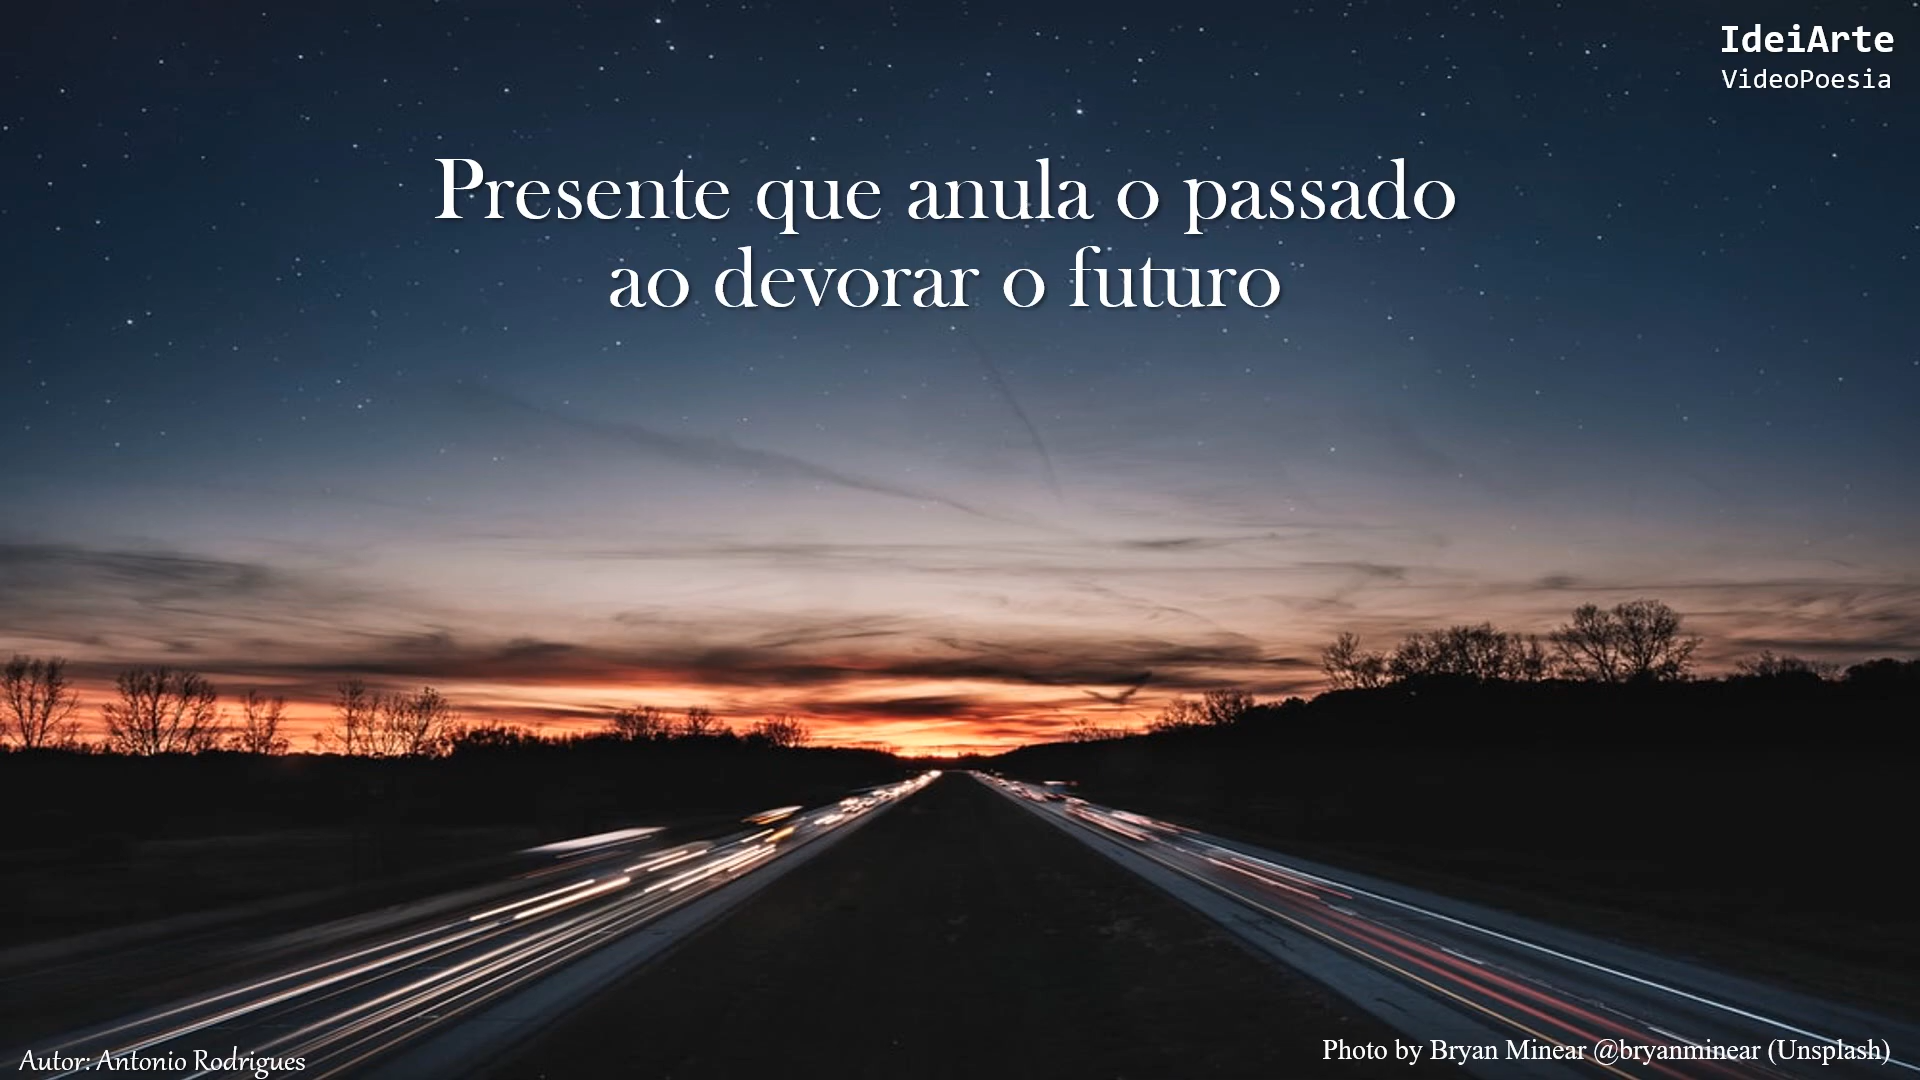 IdeiArte
VideoPoesia
Presente que anula o passado
ao devorar o futuro
Autor: Antonio Rodrigues
Photo by Bryan Minear @bryanminear (Unsplash)